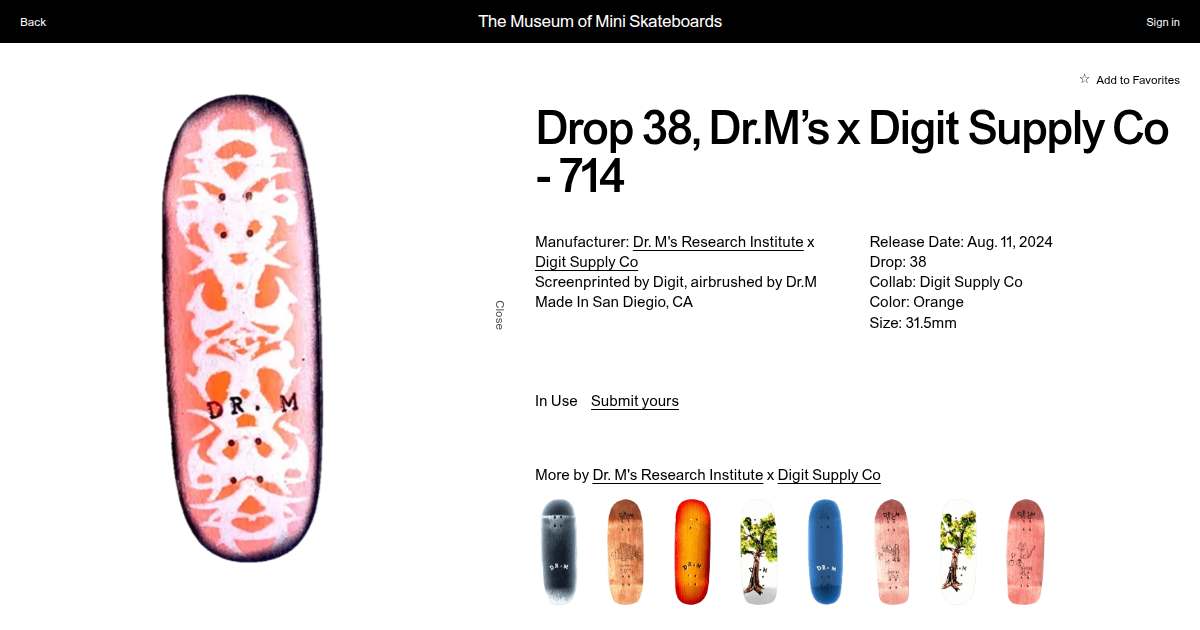 Back
The Museum of Mini Skateboards
Sign in
☆ Add to Favorites
Drop 38, Dr.M’s x Digit Supply Co
- 714
Manufacturer: Dr. M's Research Institute x
Digit Supply Co
Screenprinted by Digit, airbrushed by Dr.M
Made In San Diegio, CA
Release Date: Aug. 11, 2024
Drop: 38
Collab: Digit Supply Co
Color: Orange
Size: 31.5mm
Close
DR. M
In Use Submit yours
More by Dr. M's Research Institute x Digit Supply Co